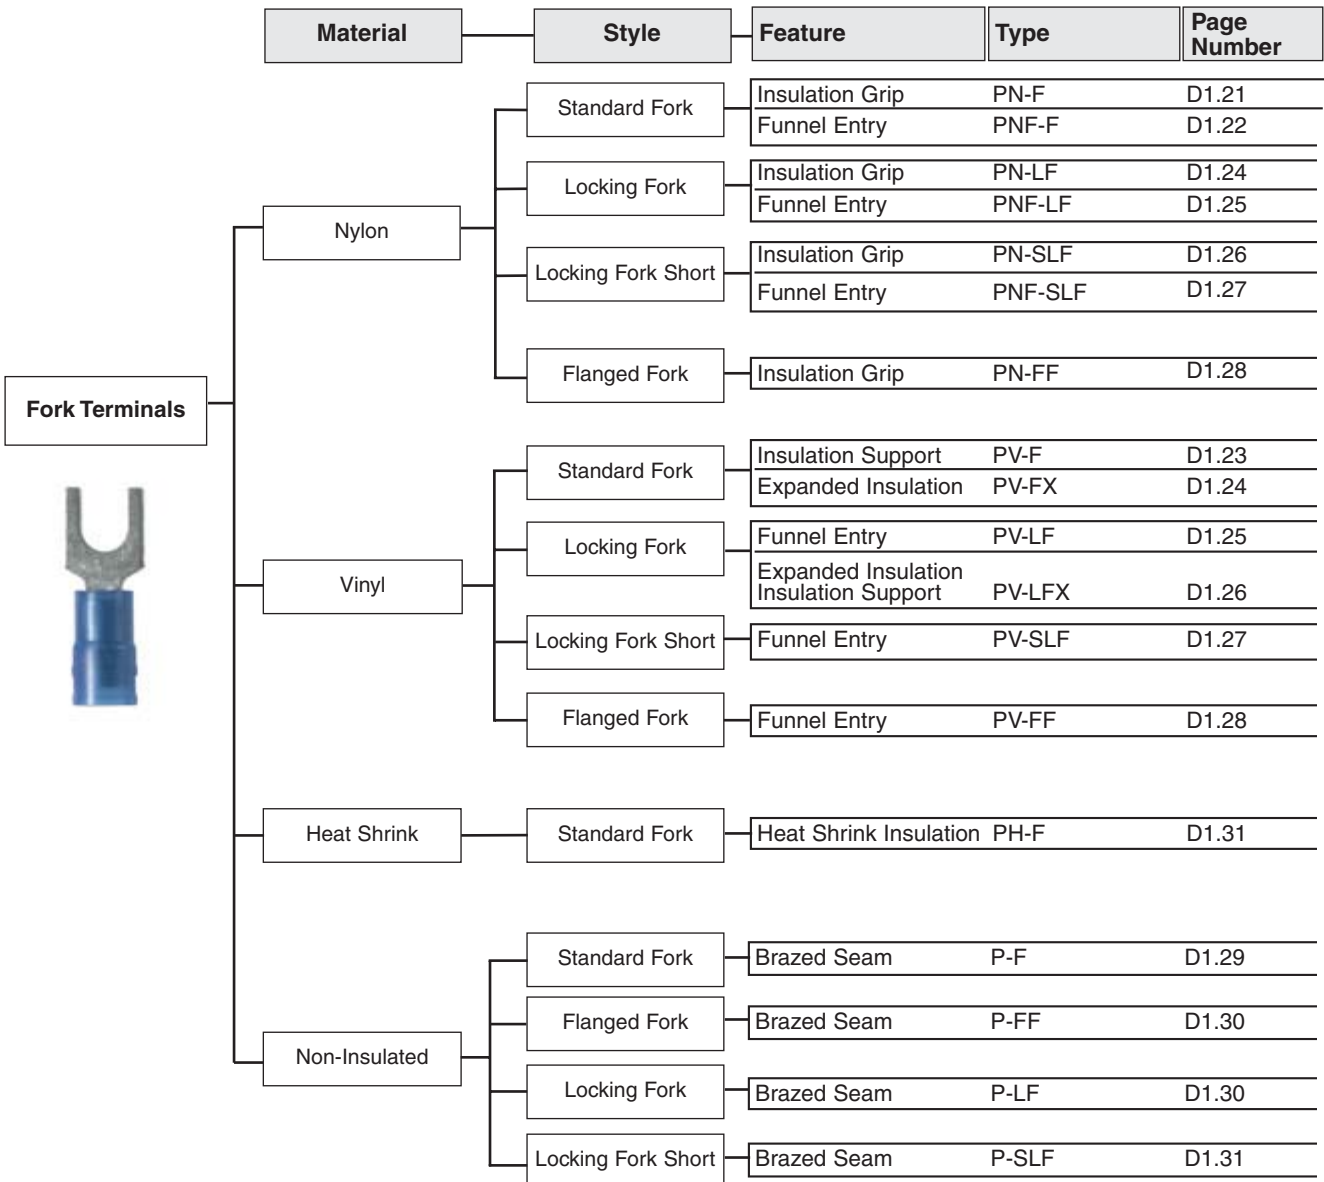 Material Style Feature Type Page Number
Standard Fork
Insulation Grip PN-F D1.21
Funnel Entry PNF-F D1.22
Locking Fork
Insulation Grip PN-LF D1.24
Funnel Entry PNF-LF D1.25
Nylon
Locking Fork Short
Insulation Grip PN-SLF D1.26
Funnel Entry PNF-SLF D1.27
Flanged Fork
Insulation Grip PN-FF D1.28
Fork Terminals
Standard Fork
Insulation Support PV-F D1.23
Expanded Insulation PV-FX D1.24
Locking Fork
Funnel Entry PV-LF D1.25
Expanded Insulation
Insulation Support PV-LFX D1.26
Vinyl
Locking Fork Short
Funnel Entry PV-SLF D1.27
Flanged Fork
Funnel Entry PV-FF D1.28
Heat Shrink
Standard Fork
Heat Shrink Insulation PH-F D1.31
Standard Fork
Brazed Seam P-F D1.29
Flanged Fork
Brazed Seam P-FF D1.30
Non-Insulated
Locking Fork
Brazed Seam P-LF D1.30
Locking Fork Short
Brazed Seam P-SLF D1.31